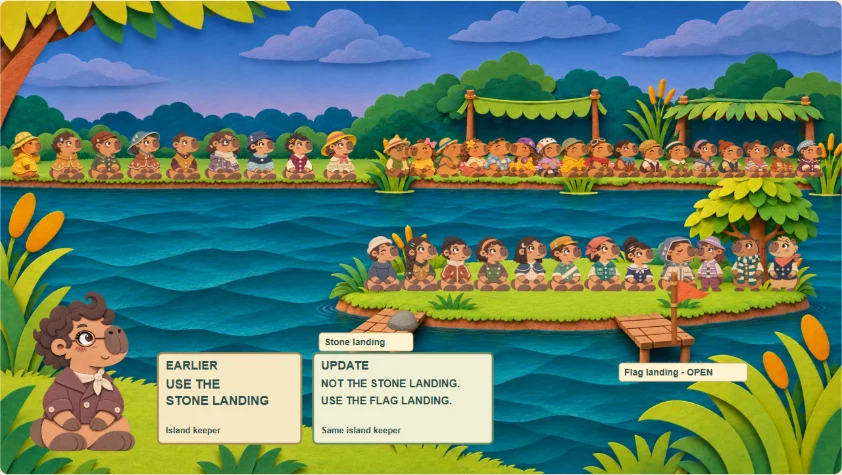 Stone landing
Flag landing - OPEN
EARLIER
USE THE
STONE LANDING
Island keeper
UPDATE
NOT THE STONE LANDING.
USE THE FLAG LANDING.
Same island keeper